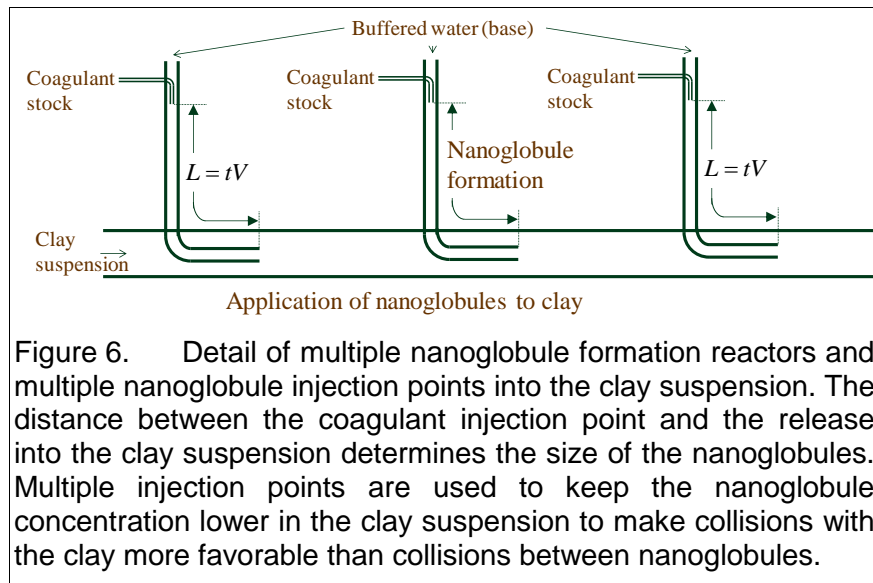 Buffered water (base)
Coagulant
stock
Coagulant
stock
Coagulant
stock
L = tV
Nanoglobule
formation
L = tV
Clay
suspension
Application of nanoglobules to clay
Figure 6. Detail of multiple nanoglobule formation reactors and
multiple nanoglobule injection points into the clay suspension. The
distance between the coagulant injection point and the release
into the clay suspension determines the size of the nanoglobules.
Multiple injection points are used to keep the nanoglobule
concentration lower in the clay suspension to make collisions with
the clay more favorable than collisions between nanoglobules.